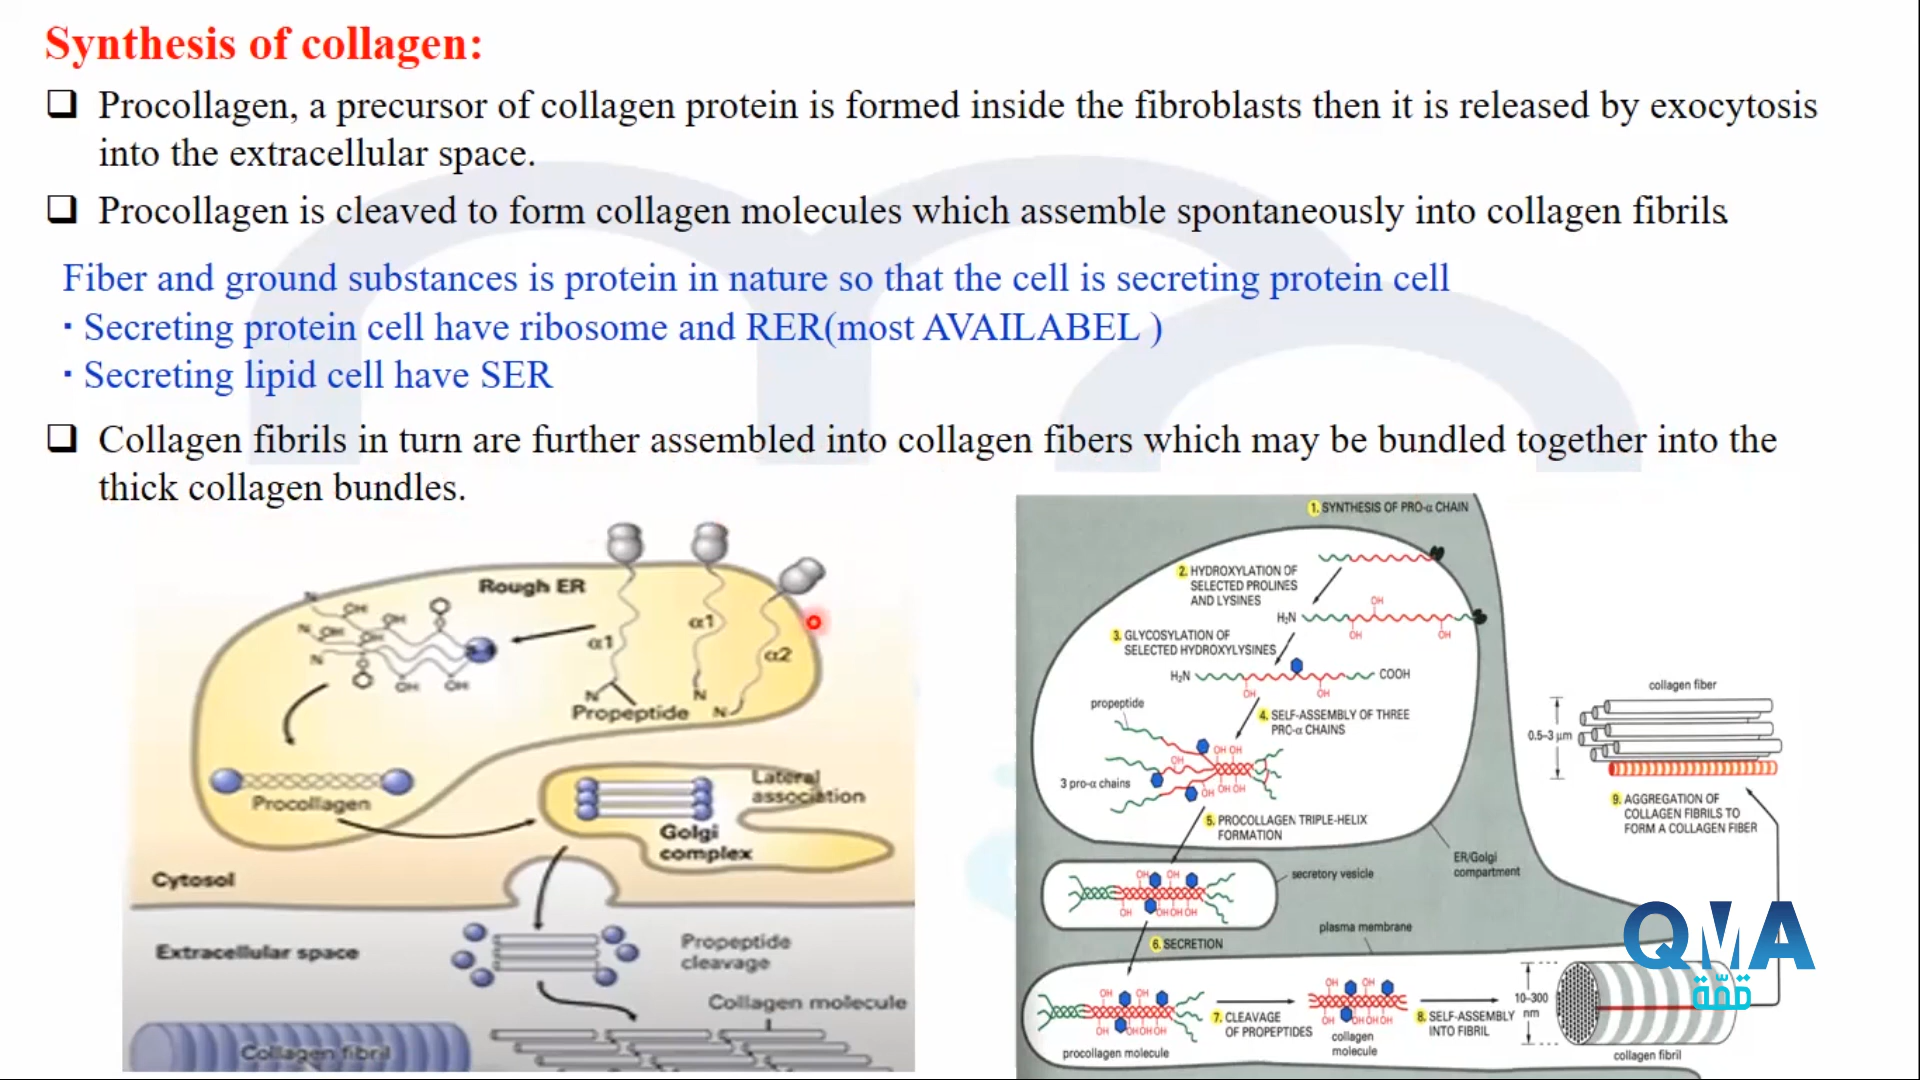 Synthesis of collagen:
Procollagen, a precursor of collagen protein is formed inside the fibroblasts then it is released by exocytosis
into the extracellular space.
Procollagen is cleaved to form collagen molecules which assemble spontaneously into collagen fibrils.
Fiber and ground substances is protein in nature so that the cell is secreting protein cell
· Secreting protein cell have ribosome and RER(most AVAILABEL )
· Secreting lipid cell have SER
Collagen fibrils in turn are further assembled into collagen fibers which may be bundled together into the
thick collagen bundles.
Rough ER
N
OH
OH
OH
N
OH
OH
N
OH
OH
α1
α1
α2
N
N
N
Propeptide
Procollagen
Lateral
association
Golgi
complex
Cytosol
Extracellular space
Propeptide
cleavage
Collagen molecule
Collagen fibril
1. SYNTHESIS OF PRO-α CHAIN
2. HYDROXYLATION OF
SELECTED PROLINES
AND LYSINES
OH
H₂N
OH
OH
3. GLYCOSYLATION OF
SELECTED HYDROXYLYSINES
H₂N
COOH
OH
OH
propeptide
4. SELF-ASSEMBLY OF THREE
PRO-α CHAINS
OH OH
OH
3 pro-α chains
OH
OH OH
5. PROCOLLAGEN TRIPLE-HELIX
FORMATION
ER/Golgi
compartment
OH
OH
secretory vesicle
OH
OH OH OH
plasma membrane
6. SECRETION
OH
OH
OH
OH OH OH
procollagen molecule
7. CLEAVAGE
OF PROPEPTIDES
OH
OH
OH
OH OH OH
collagen
molecule
8. SELF-ASSEMBLY
INTO FIBRIL
10–300
nm
collagen fibril
collagen fiber
0.5–3 μm
9. AGGREGATION OF
COLLAGEN FIBRILS TO
FORM A COLLAGEN FIBER
QMA
قمّة